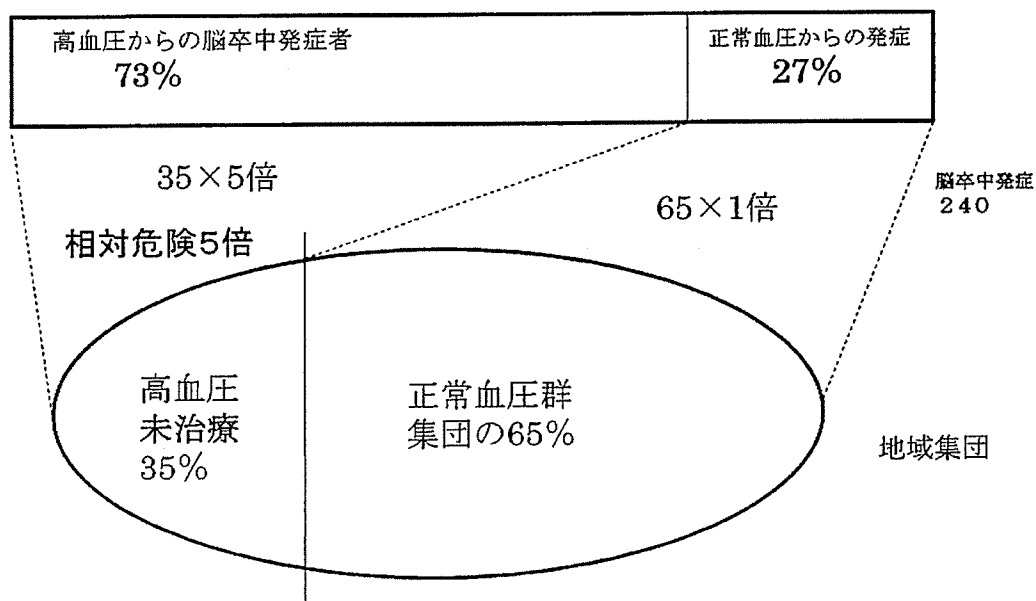 高血圧からの脳卒中発症者
73%
正常血圧からの発症
27%
35×5倍
65×1倍
脳卒中発症
240
相対危険5倍
高血圧
未治療
35%
正常血圧群
集団の65%
地域集団